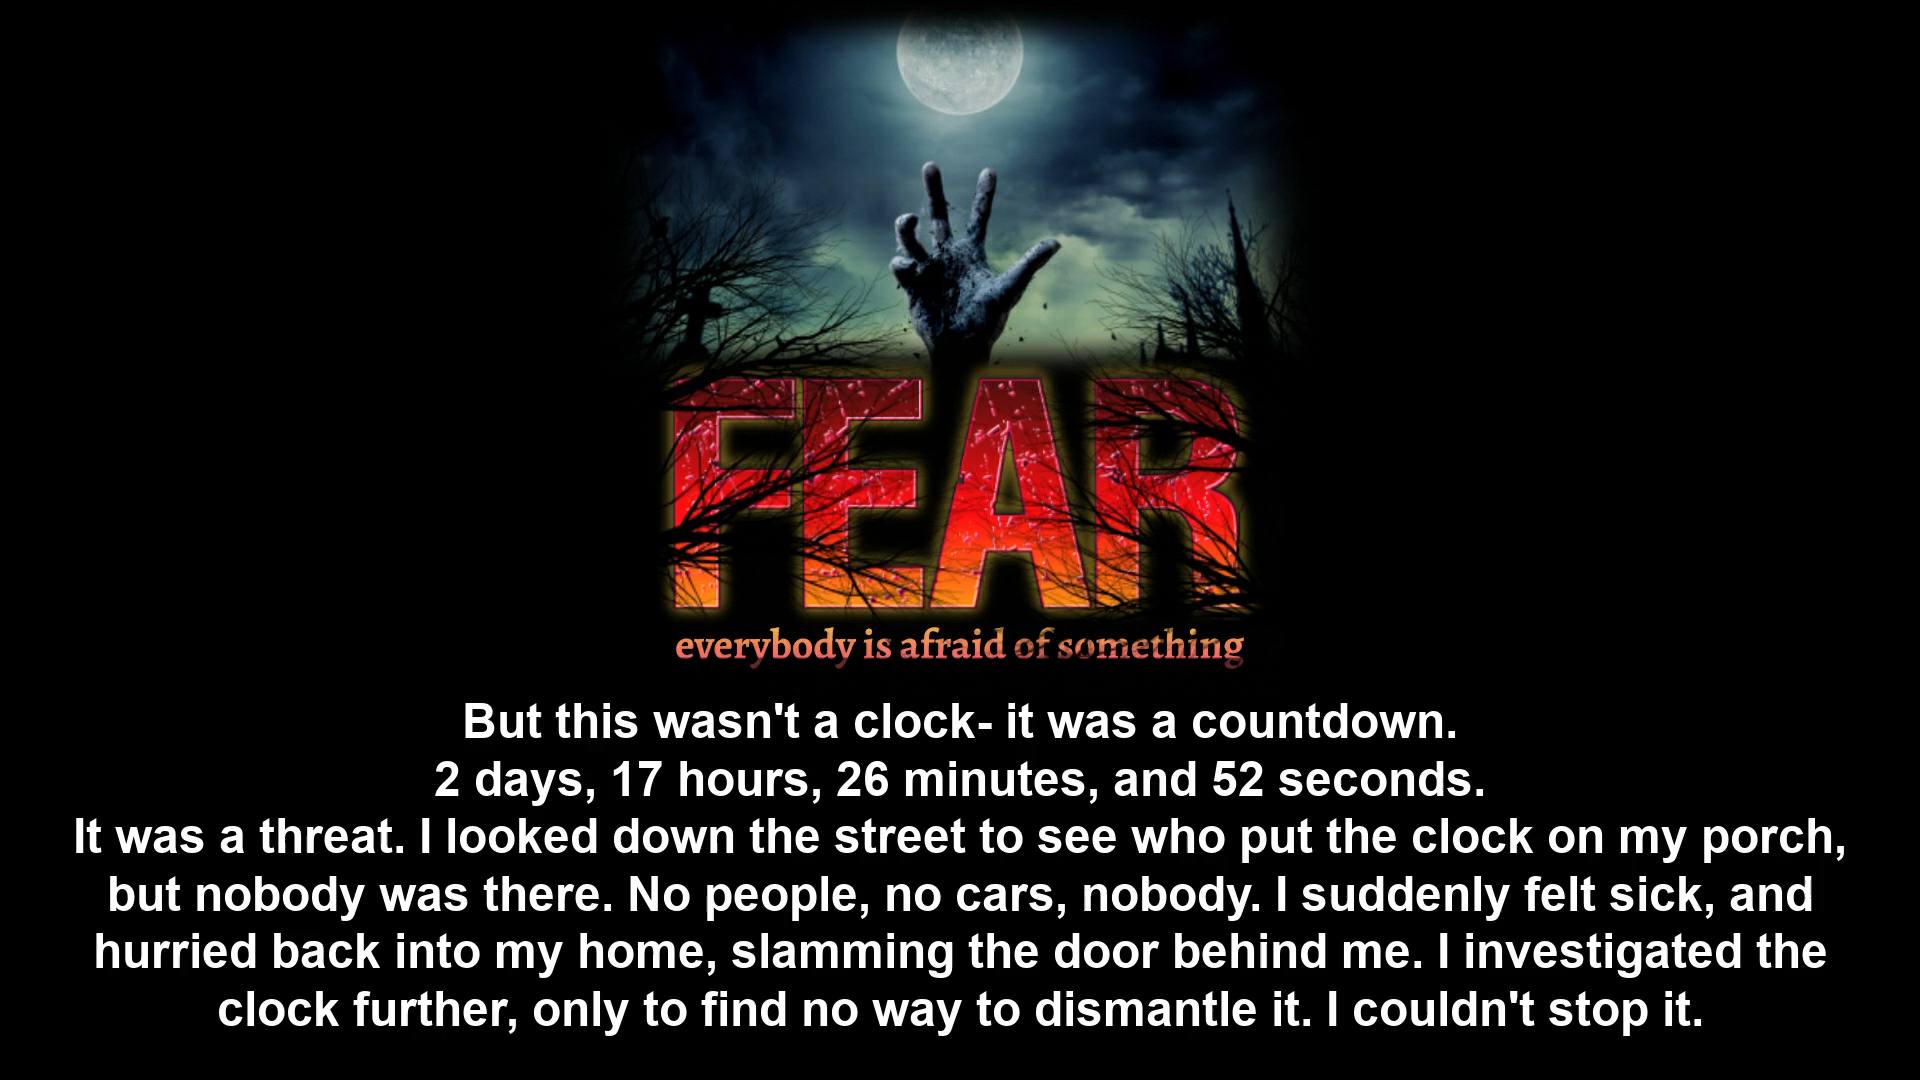 FEAR
everybody is afraid of something
But this wasn't a clock- it was a countdown.
2 days, 17 hours, 26 minutes, and 52 seconds.
It was a threat. I looked down the street to see who put the clock on my porch,
but nobody was there. No people, no cars, nobody. I suddenly felt sick, and
hurried back into my home, slamming the door behind me. I investigated the
clock further, only to find no way to dismantle it. I couldn't stop it.